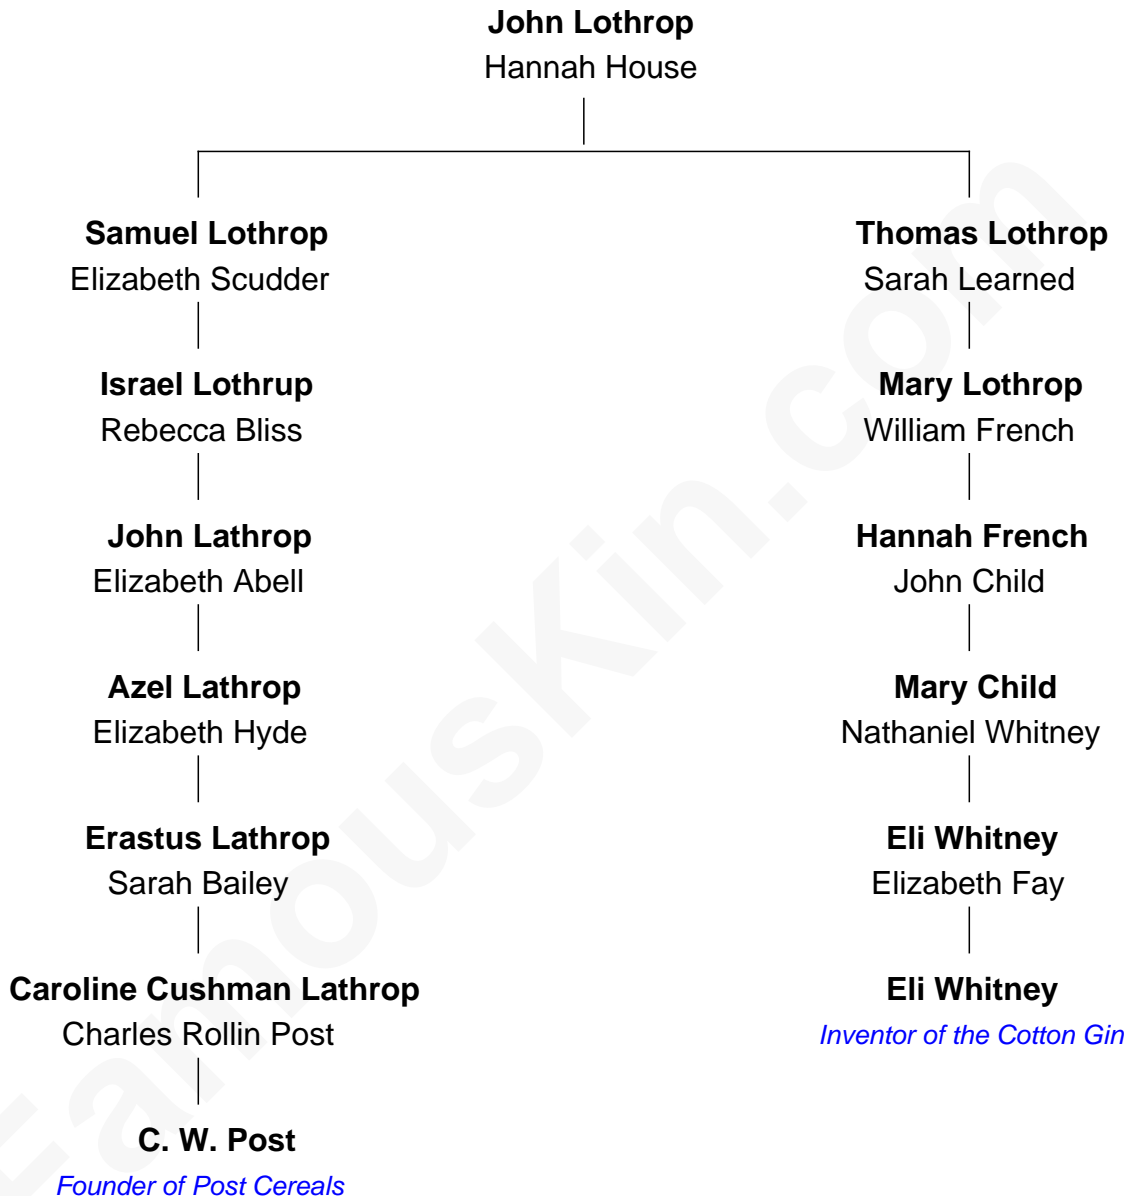 John Lothrop
Hannah House
Samuel Lothrop
Elizabeth Scudder
Thomas Lothrop
Sarah Learned
Israel Lothrup
Rebecca Bliss
Mary Lothrop
William French
John Lathrop
Elizabeth Abell
Hannah French
John Child
Azel Lathrop
Elizabeth Hyde
Mary Child
Nathaniel Whitney
Erastus Lathrop
Sarah Bailey
Eli Whitney
Elizabeth Fay
Caroline Cushman Lathrop
Charles Rollin Post
Eli Whitney
Inventor of the Cotton Gin
C. W. Post
Founder of Post Cereals
FamousKin.com